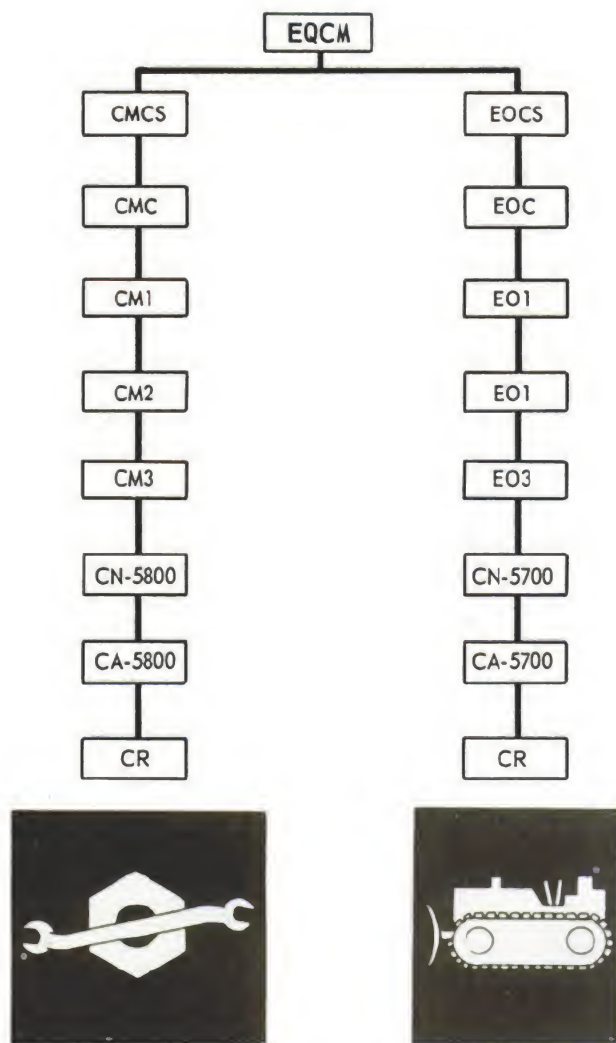 EQCM
CMCS EOCS
CMC EOC
CM1 EO1
CM2 EO1
CM3 EO3
CN-5800 CN-5700
CA-5800 CA-5700
CR CR